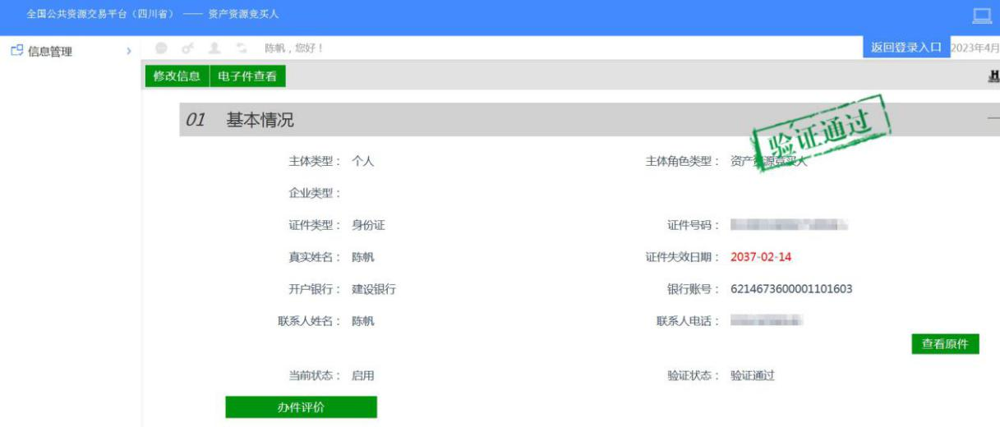 全国公共资源交易平台（四川省） —— 资产资源竞买人
信息管理
陈帆，您好！
返回登录入口
2023年4月
修改信息
电子件查看
01 基本情况
验证通过
主体类型： 个人
主体角色类型： 资产资源竞买人
企业类型：
证件类型： 身份证
证件号码：
真实姓名： 陈帆
证件失效日期： 2037-02-14
开户银行： 建设银行
银行账号： 6214673600001101603
联系人姓名： 陈帆
联系人电话：
查看原件
当前状态： 启用
验证状态： 验证通过
办件评价